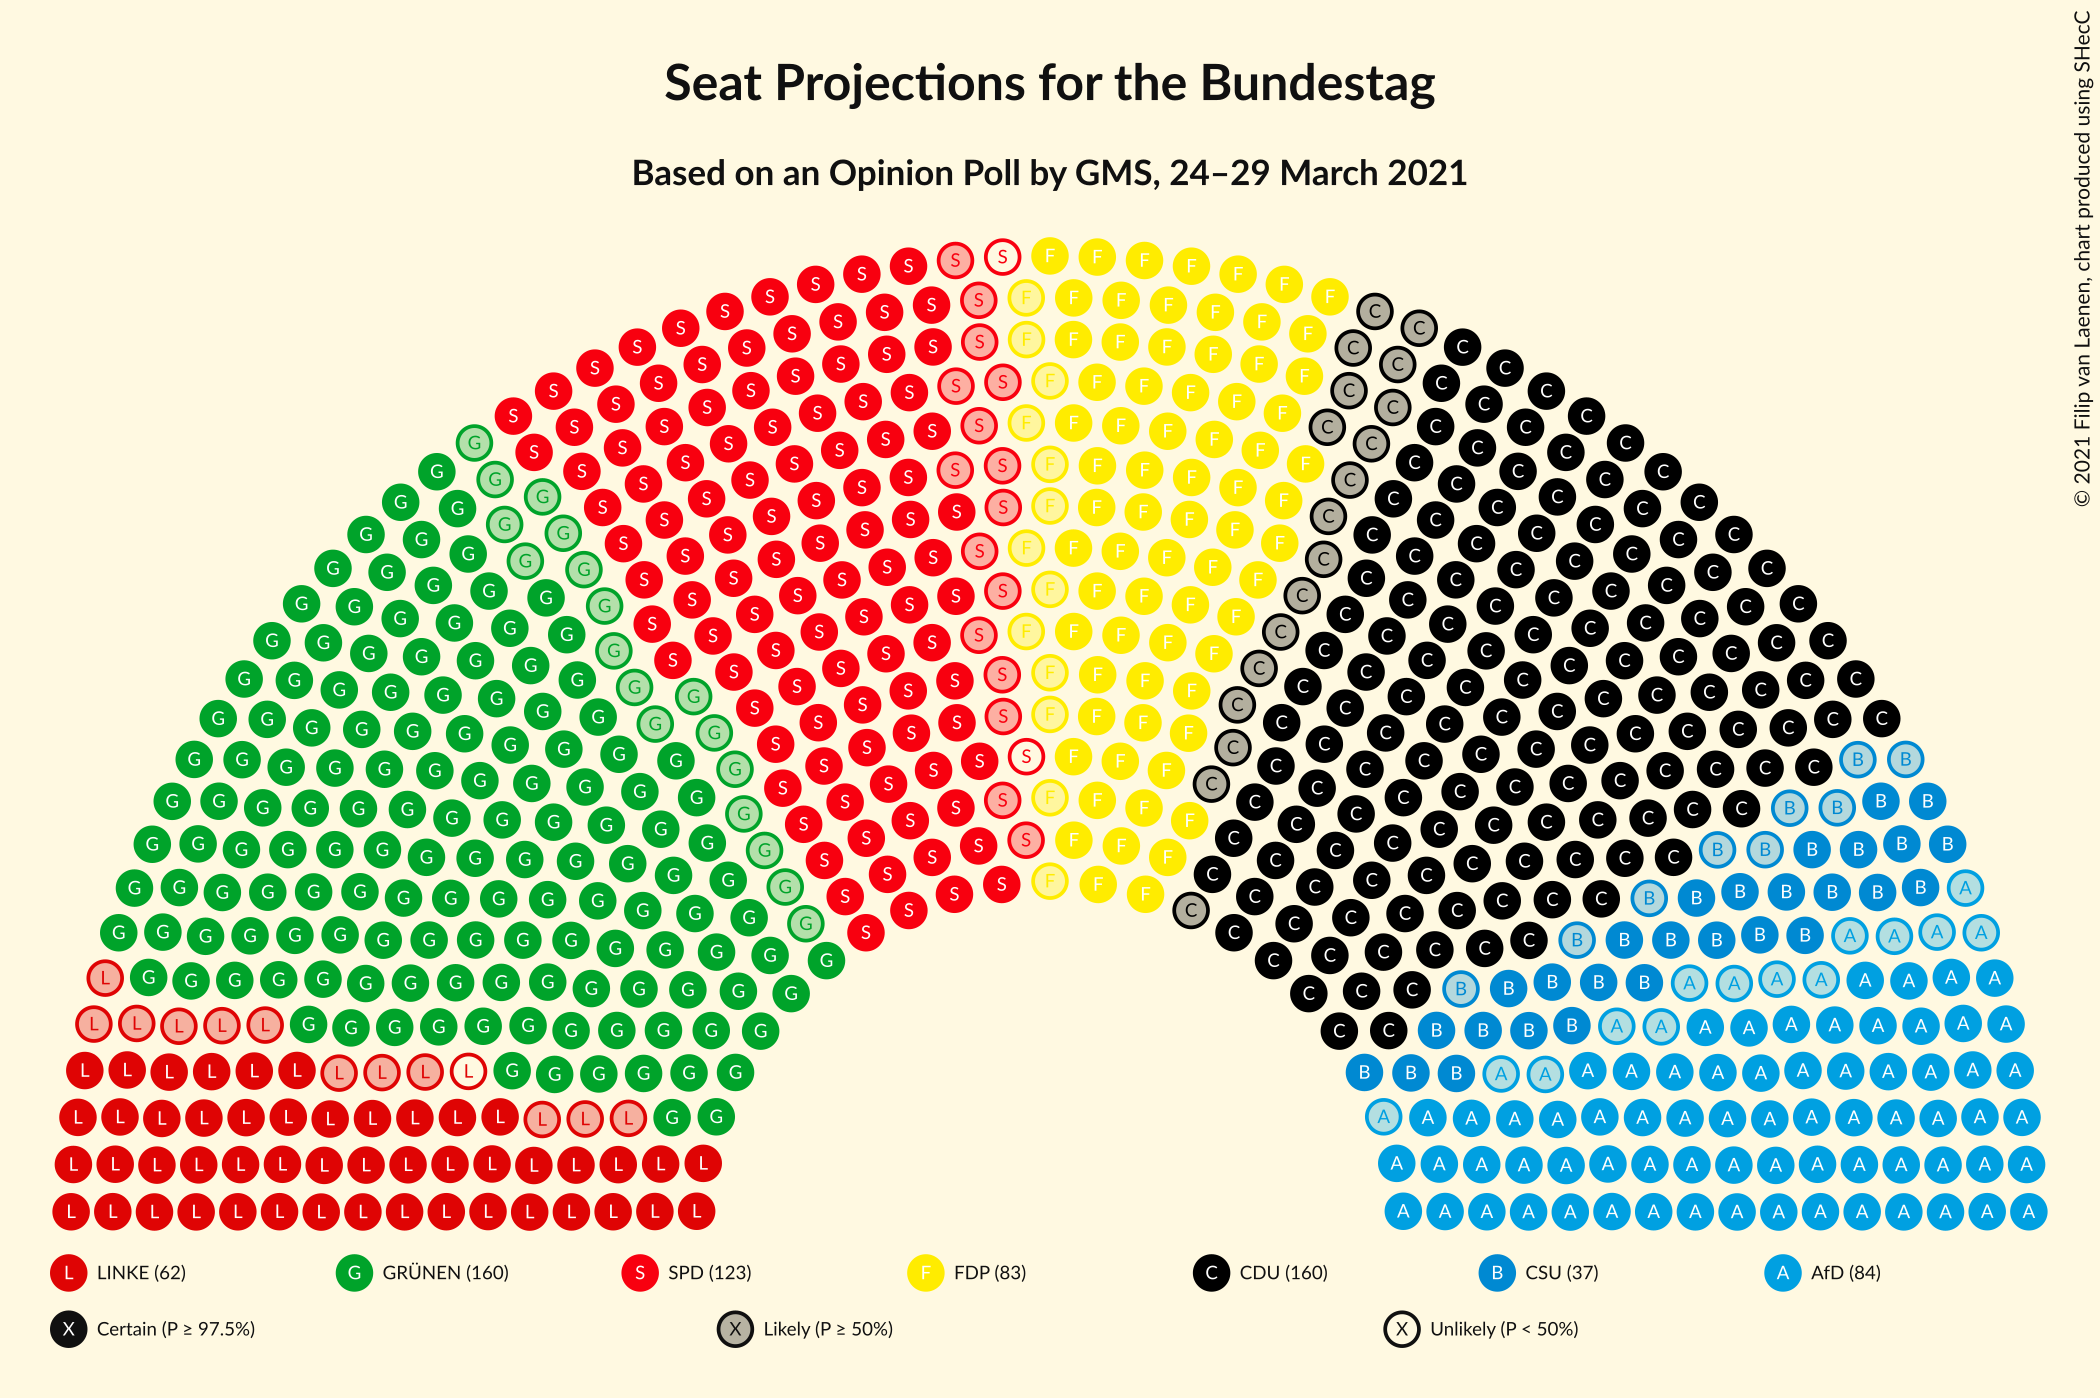 Seat Projections for the Bundestag
Based on an Opinion Poll by GMS, 24–29 March 2021
© 2021 Filip van Laenen, chart produced using SHecC
L LINKE (62) G GRÜNEN (160) S SPD (123) F FDP (83) C CDU (160) B CSU (37) A AfD (84)
X Certain (P ≥ 97.5%) X Likely (P ≥ 50%) X Unlikely (P < 50%)